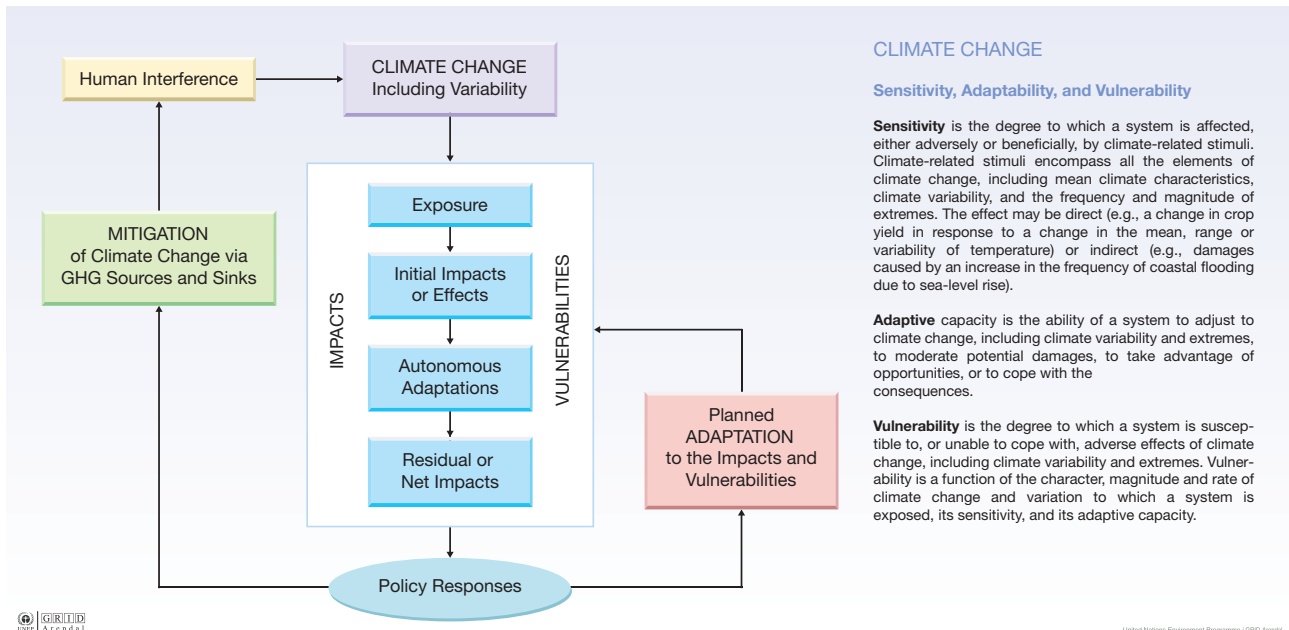 Human Interference
CLIMATE CHANGE
Including Variability
MITIGATION
of Climate Change via
GHG Sources and Sinks
IMPACTS
Exposure
Initial Impacts
or Effects
Autonomous
Adaptations
Residual or
Net Impacts
VULNERABILITIES
Planned
ADAPTATION
to the Impacts and
Vulnerabilities
Policy Responses
CLIMATE CHANGE
Sensitivity, Adaptability, and Vulnerability
Sensitivity is the degree to which a system is affected,
either adversely or beneficially, by climate-related stimuli.
Climate-related stimuli encompass all the elements of
climate change, including mean climate characteristics,
climate variability, and the frequency and magnitude of
extremes. The effect may be direct (e.g., a change in crop
yield in response to a change in the mean, range or
variability of temperature) or indirect (e.g., damages
caused by an increase in the frequency of coastal flooding
due to sea-level rise).
Adaptive capacity is the ability of a system to adjust to
climate change, including climate variability and extremes,
to moderate potential damages, to take advantage of
opportunities, or to cope with the
consequences.
Vulnerability is the degree to which a system is suscep-
tible to, or unable to cope with, adverse effects of climate
change, including climate variability and extremes. Vulner-
ability is a function of the character, magnitude and rate of
climate change and variation to which a system is
exposed, its sensitivity, and its adaptive capacity.
UNEP
GRID
Arendal
United Nations Environment Programme / GRID-Arendal